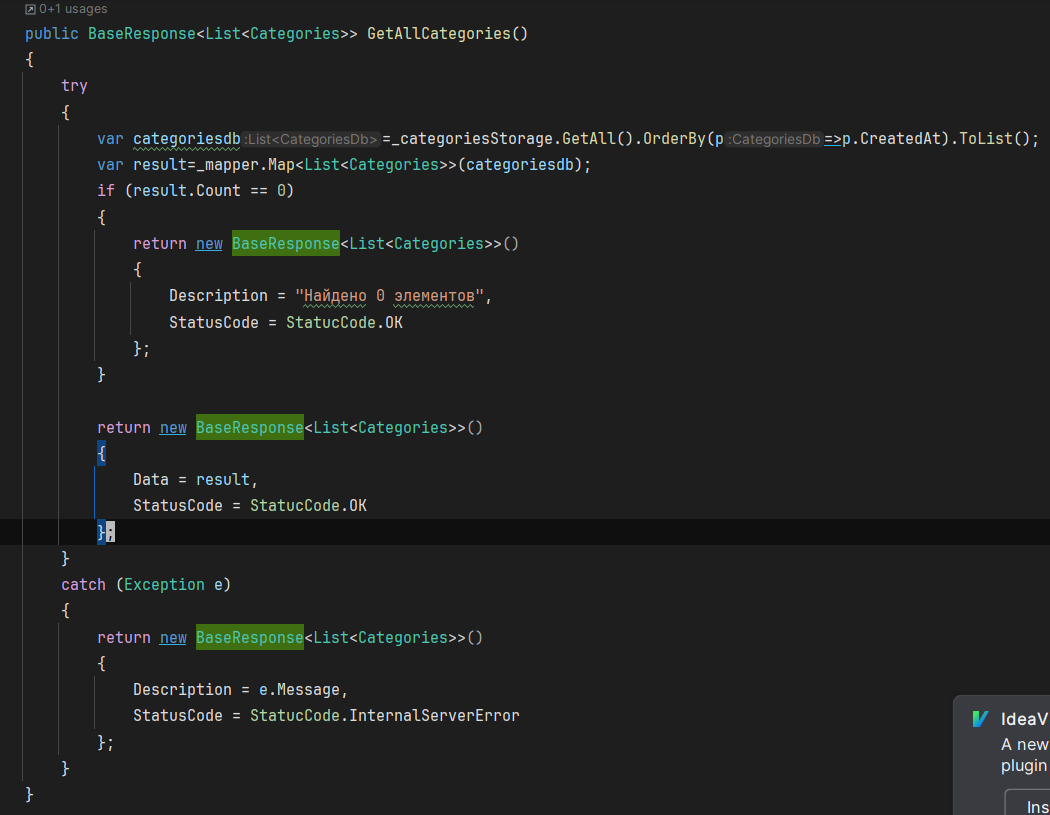 0+1 usages
public BaseResponse<List<Categories>> GetAllCategories()
{
try
{
var categoriesdb :List<CategoriesDb> =_categoriesStorage.GetAll().OrderBy(p :CategoriesDb =>p.CreatedAt).ToList();
var result=_mapper.Map<List<Categories>>(categoriesdb);
if (result.Count == 0)
{
return new BaseResponse<List<Categories>>()
{
Description = "Найдено 0 элементов",
StatusCode = StatucCode.OK
};
}
return new BaseResponse<List<Categories>>()
{
Data = result,
StatusCode = StatucCode.OK
};
}
catch (Exception e)
{
return new BaseResponse<List<Categories>>()
{
Description = e.Message,
StatusCode = StatucCode.InternalServerError
};
}
}
IdeaV
A new
plugin
Ins